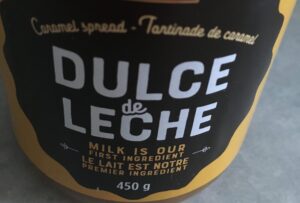 Caramel spread - Tartinade de caramel
DULCE
de
LECHE
MILK IS OUR
FIRST INGREDIENT
LE LAIT EST NOTRE
PREMIER INGRÉDIENT
450 g